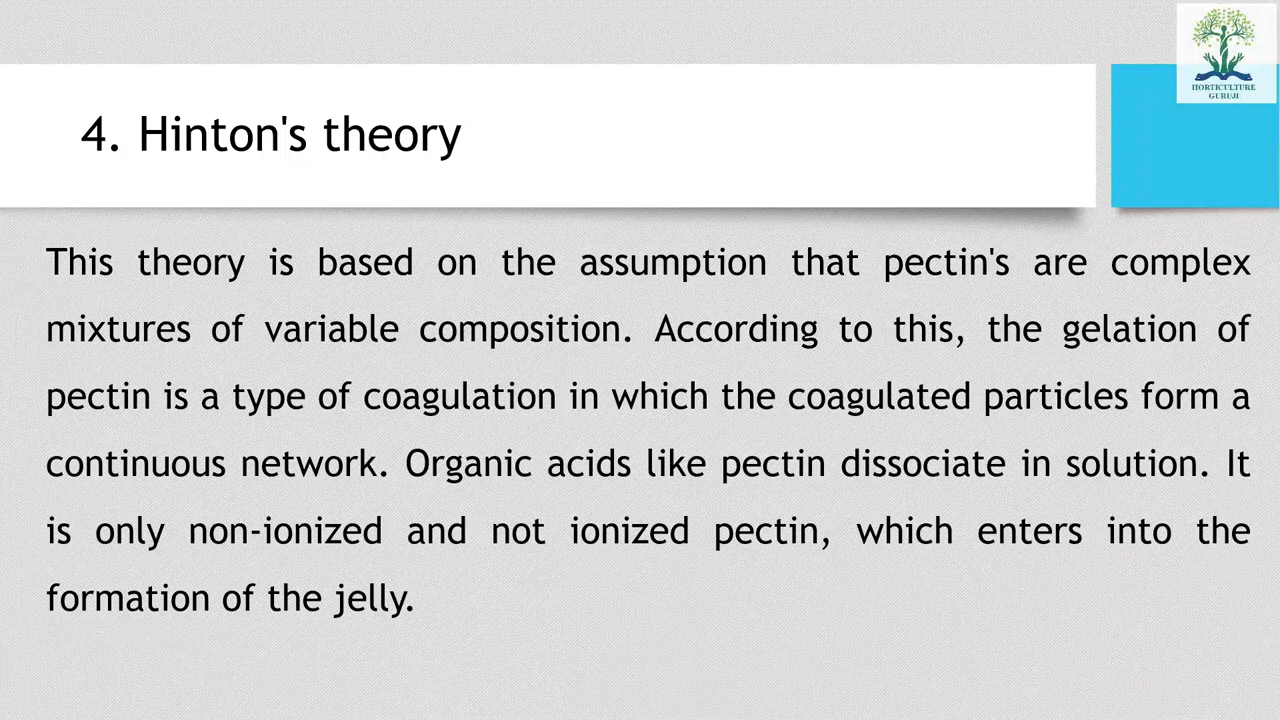 HORTICULTURE
GURUJI
4. Hinton's theory
This theory is based on the assumption that pectin's are complex
mixtures of variable composition. According to this, the gelation of
pectin is a type of coagulation in which the coagulated particles form a
continuous network. Organic acids like pectin dissociate in solution. It
is only non-ionized and not ionized pectin, which enters into the
formation of the jelly.